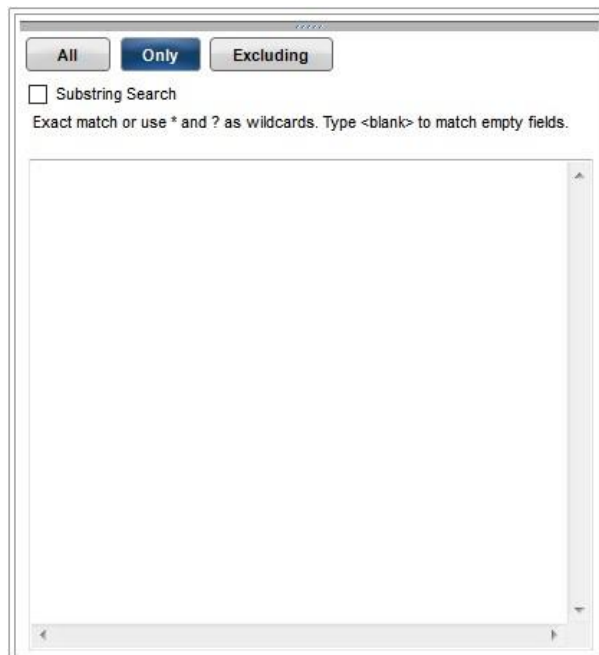 All Only Excluding
Substring Search
Exact match or use * and ? as wildcards. Type <blank> to match empty fields.